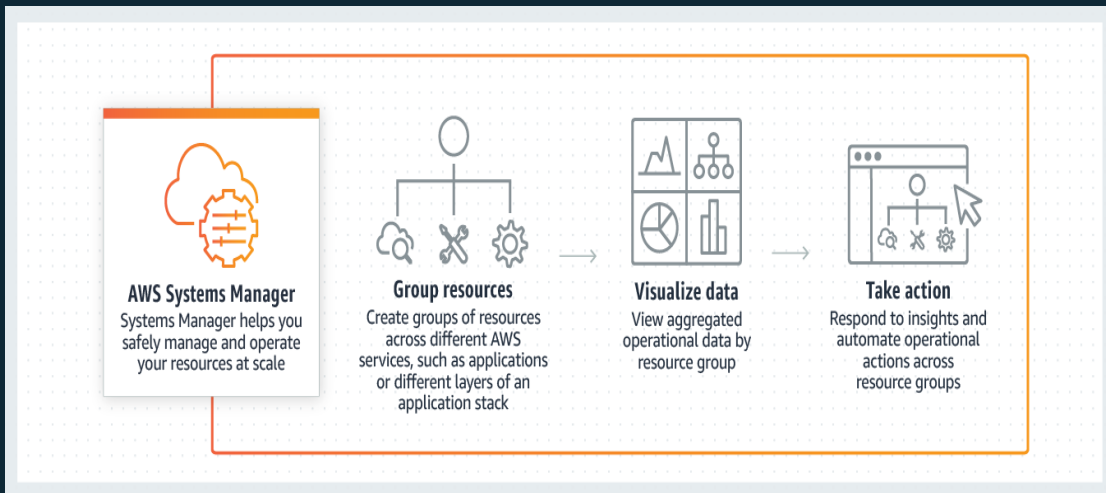 AWS Systems Manager
Systems Manager helps you
safely manage and operate
your resources at scale
Group resources
Create groups of resources
across different AWS
services, such as applications
or different layers of an
application stack
Visualize data
View aggregated
operational data by
resource group
Take action
Respond to insights and
automate operational
actions across
resource groups